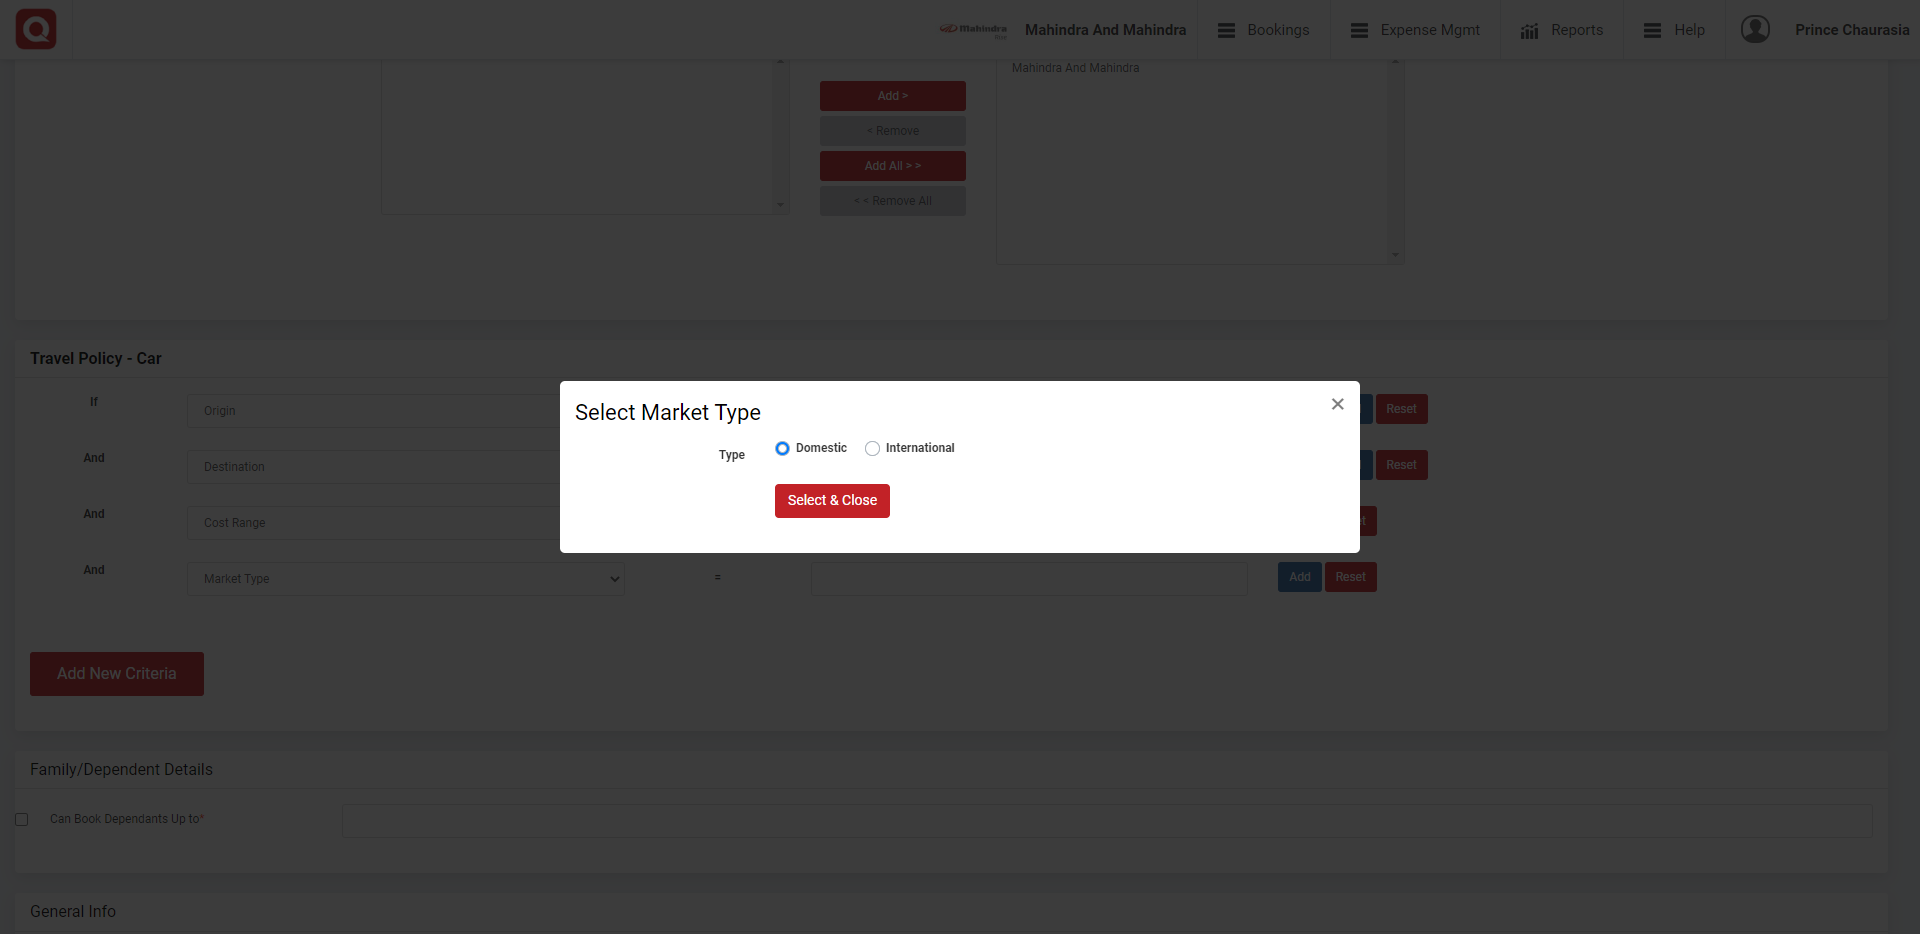 Mahindra
Mahindra And Mahindra
Bookings
Expense Mgmt
Reports
Help
Prince Chaurasia
Mahindra And Mahindra
Add >
< Remove
Add All > >
< < Remove All
Travel Policy - Car
If
Origin
Reset
And
Destination
Reset
And
Cost Range
And
Market Type
=
Add
Reset
Select Market Type
×
Type
Domestic
International
Select & Close
Add New Criteria
Family/Dependent Details
Can Book Dependants Up to*
General Info